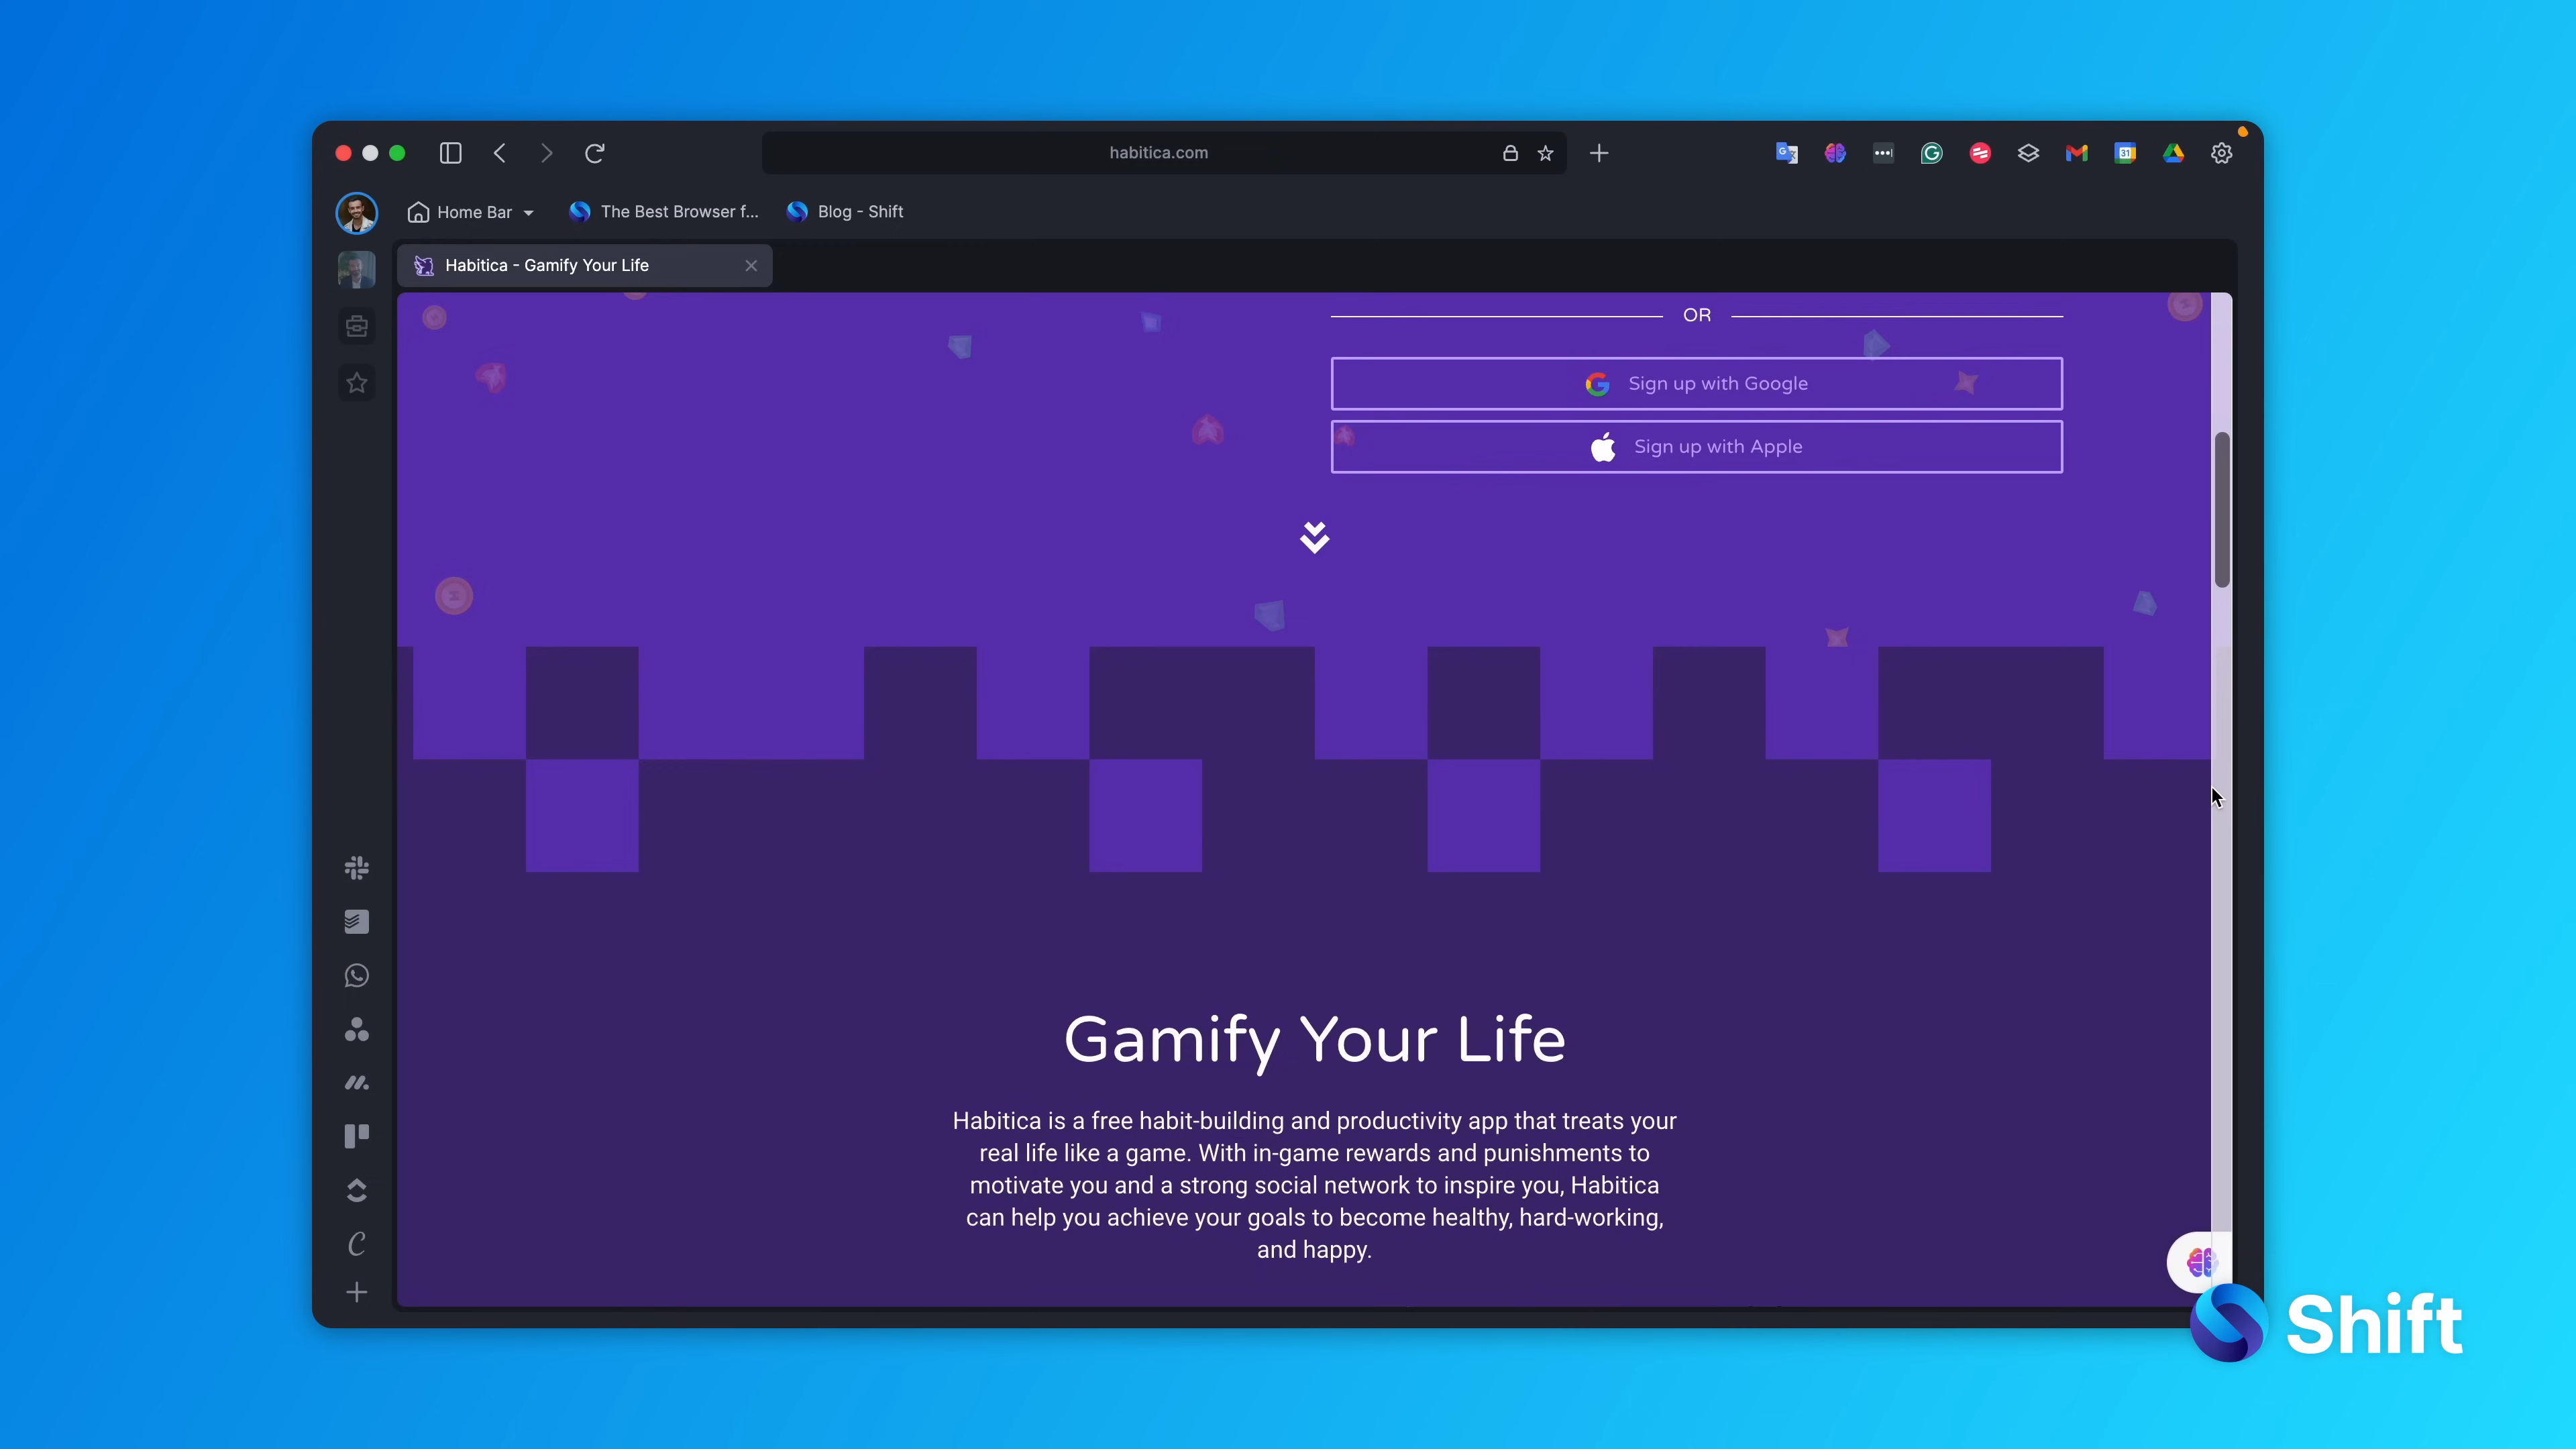 habitica.com
31
Home Bar
The Best Browser f...
Blog - Shift
Habitica - Gamify Your Life
OR
Sign up with Google
Sign up with Apple
Gamify Your Life
Habitica is a free habit-building and productivity app that treats your
real life like a game. With in-game rewards and punishments to
motivate you and a strong social network to inspire you, Habitica
can help you achieve your goals to become healthy, hard-working,
and happy.
Shift